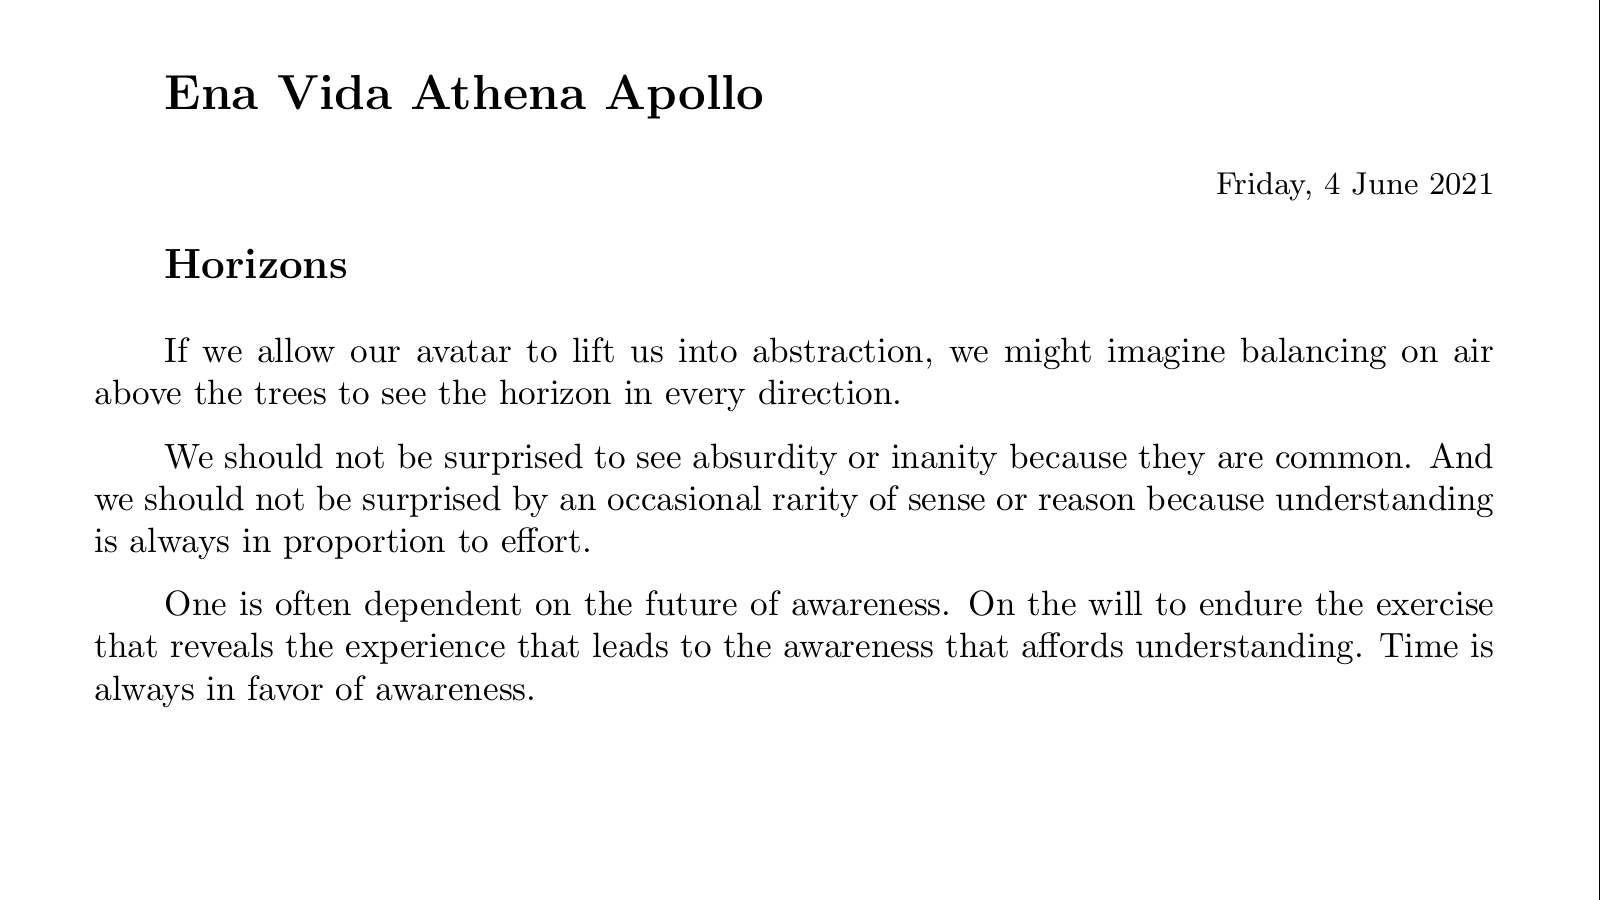 Ena Vida Athena Apollo
Friday, 4 June 2021
Horizons
If we allow our avatar to lift us into abstraction, we might imagine balancing on air
above the trees to see the horizon in every direction.
We should not be surprised to see absurdity or inanity because they are common. And
we should not be surprised by an occasional rarity of sense or reason because understanding
is always in proportion to effort.
One is often dependent on the future of awareness. On the will to endure the exercise
that reveals the experience that leads to the awareness that affords understanding. Time is
always in favor of awareness.